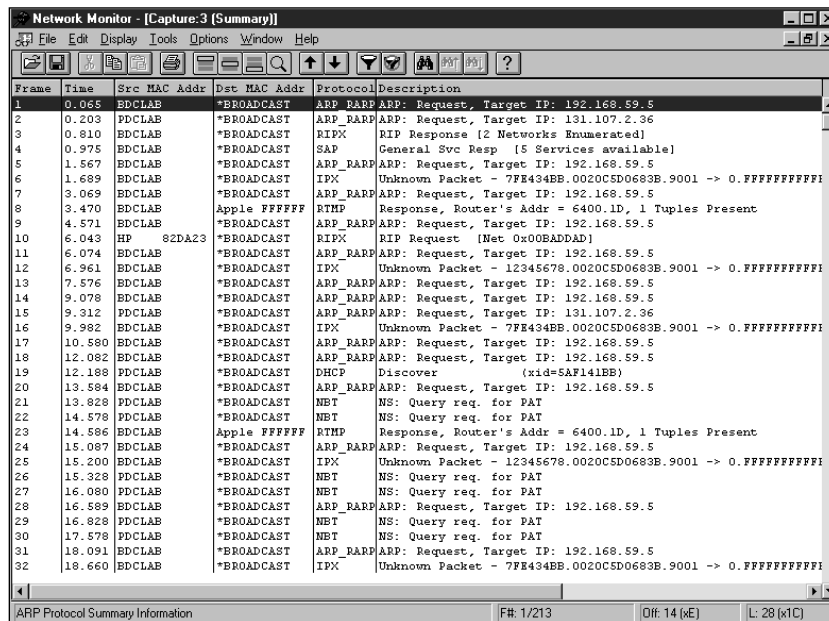 Network Monitor - [Capture:3 (Summary)]
File Edit Display Tools Options Window Help
Frame Time Src MAC Addr Dst MAC Addr Protocol Description
1 0.065 BDCLAB *BROADCAST ARP_RARP ARP: Request, Target IP: 192.168.59.5
2 0.203 PDCLAB *BROADCAST ARP_RARP ARP: Request, Target IP: 131.107.2.36
3 0.810 BDCLAB *BROADCAST RIPX RIP Response [2 Networks Enumerated]
4 0.975 BDCLAB *BROADCAST SAP General Svc Resp [5 Services available]
5 1.567 BDCLAB *BROADCAST ARP_RARP ARP: Request, Target IP: 192.168.59.5
6 1.689 BDCLAB *BROADCAST IPX Unknown Packet - 7FE434BB.0020C5D0683B.9001 -> 0.FFFFFFFFFF
7 3.069 BDCLAB *BROADCAST ARP_RARP ARP: Request, Target IP: 192.168.59.5
8 3.470 BDCLAB Apple FFFFFF RTMP Response, Router's Addr = 6400.1D, 1 Tuples Present
9 4.571 BDCLAB *BROADCAST ARP_RARP ARP: Request, Target IP: 192.168.59.5
10 6.043 HP 82DA23 *BROADCAST RIPX RIP Request [Net 0x00BADDAD]
11 6.074 BDCLAB *BROADCAST ARP_RARP ARP: Request, Target IP: 192.168.59.5
12 6.961 BDCLAB *BROADCAST IPX Unknown Packet - 12345678.0020C5D0683B.9001 -> 0.FFFFFFFFFF
13 7.576 BDCLAB *BROADCAST ARP_RARP ARP: Request, Target IP: 192.168.59.5
14 9.078 BDCLAB *BROADCAST ARP_RARP ARP: Request, Target IP: 192.168.59.5
15 9.312 PDCLAB *BROADCAST ARP_RARP ARP: Request, Target IP: 131.107.2.36
16 9.982 BDCLAB *BROADCAST IPX Unknown Packet - 7FE434BB.0020C5D0683B.9001 -> 0.FFFFFFFFFF
17 10.580 BDCLAB *BROADCAST ARP_RARP ARP: Request, Target IP: 192.168.59.5
18 12.082 BDCLAB *BROADCAST ARP_RARP ARP: Request, Target IP: 192.168.59.5
19 12.188 PDCLAB *BROADCAST DHCP Discover (xid=5AF141BB)
20 13.584 BDCLAB *BROADCAST ARP_RARP ARP: Request, Target IP: 192.168.59.5
21 13.828 PDCLAB *BROADCAST NBT NS: Query req. for PAT
22 14.578 PDCLAB *BROADCAST NBT NS: Query req. for PAT
23 14.586 BDCLAB Apple FFFFFF RTMP Response, Router's Addr = 6400.1D, 1 Tuples Present
24 15.087 BDCLAB *BROADCAST ARP_RARP ARP: Request, Target IP: 192.168.59.5
25 15.200 BDCLAB *BROADCAST IPX Unknown Packet - 12345678.0020C5D0683B.9001 -> 0.FFFFFFFFFF
26 15.328 PDCLAB *BROADCAST NBT NS: Query req. for PAT
27 16.080 PDCLAB *BROADCAST NBT NS: Query req. for PAT
28 16.589 BDCLAB *BROADCAST ARP_RARP ARP: Request, Target IP: 192.168.59.5
29 16.828 PDCLAB *BROADCAST NBT NS: Query req. for PAT
30 17.578 PDCLAB *BROADCAST NBT NS: Query req. for PAT
31 18.091 BDCLAB *BROADCAST ARP_RARP ARP: Request, Target IP: 192.168.59.5
32 18.660 BDCLAB *BROADCAST IPX Unknown Packet - 7FE434BB.0020C5D0683B.9001 -> 0.FFFFFFFFFF
ARP Protocol Summary Information F#: 1/213 Off: 14 (xE) L: 28 (x1C)